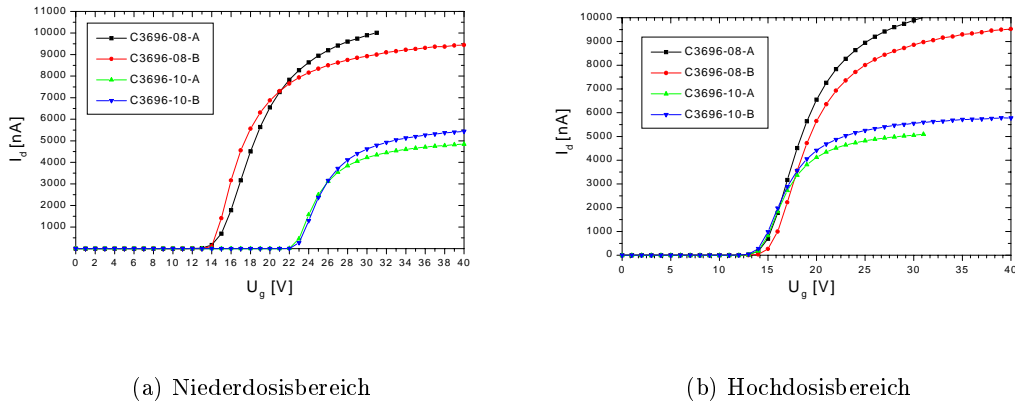 11000
10000
9000
8000
7000
6000
5000
4000
3000
2000
1000
0
I_d [nA]
C3696-08-A
C3696-08-B
C3696-10-A
C3696-10-B
0 2 4 6 8 10 12 14 16 18 20 22 24 26 28 30 32 34 36 38 40
U_g [V]
(a) Niederdosisbereich
10000
9000
8000
7000
6000
5000
4000
3000
2000
1000
0
I_d [nA]
C3696-08-A
C3696-08-B
C3696-10-A
C3696-10-B
0 5 10 15 20 25 30 35 40
U_g [V]
(b) Hochdosisbereich